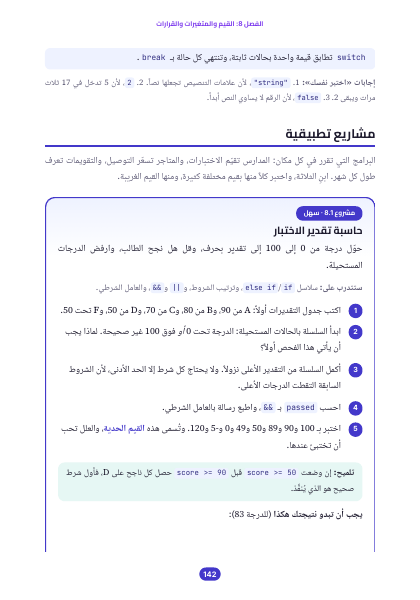 الفصل 8: القيم والمتغيرات والقرارات
switch تطابق قيمة واحدة بحالات ثابتة، وتنتهي كل حالة بـ break .
إجابات «اختبر نفسك»: 1. "string" ، لأن علامات التنصيص تجعلها نصاً. 2. 2 ، لأن 5 تدخل في 17 ثلاث
مرات ويبقى 2. 3. false ، لأن الرقم لا يساوي النص أبداً.
مشاريع تطبيقية
البرامج التي تقرر في كل مكان: المدارس تقيّم الاختبارات، والمتاجر تسعّر التوصيل، والتقويمات تعرف
طول كل شهر. ابنِ الثلاثة، واختبر كلاً منها بقيم مختلفة كثيرة، ومنها القيم الغريبة.
مشروع 8.1 · سهل
حاسبة تقدير الاختبار
حوّل درجة من 0 إلى 100 إلى تقدير بحرف، وقل هل نجح الطالب، وارفض الدرجات
المستحيلة.
ستتدرب على: سلاسل if / else if ، وترتيب الشروط، و || و && ، والعامل الشرطي.
1 اكتب جدول التقديرات أولاً: A من 90، وB من 80، وC من 70، وD من 50، وF تحت 50.
2 ابدأ السلسلة بالحالات المستحيلة: الدرجة تحت 0 أو فوق 100 غير صحيحة. لماذا يجب
أن يأتي هذا الفحص أولاً؟
3 أكمل السلسلة من التقدير الأعلى نزولاً. ولا يحتاج كل شرط إلا إلى الحد الأدنى، لأن الشروط
السابقة التقطت الدرجات الأعلى.
4 احسب passed بـ && ، واطبع رسالة بالعامل الشرطي.
5 اختبر بـ 100 و90 و89 و50 و49 و0 و-5 و120. وتُسمى هذه القيم الحدية، والعلل تحب
أن تختبئ عندها.
تلميح: إن وضعت score >= 50 قبل score >= 90 حصل كل ناجح على D، فأول شرط
صحيح هو الذي يُنفَّذ.
يجب أن تبدو نتيجتك هكذا (للدرجة 83):
142